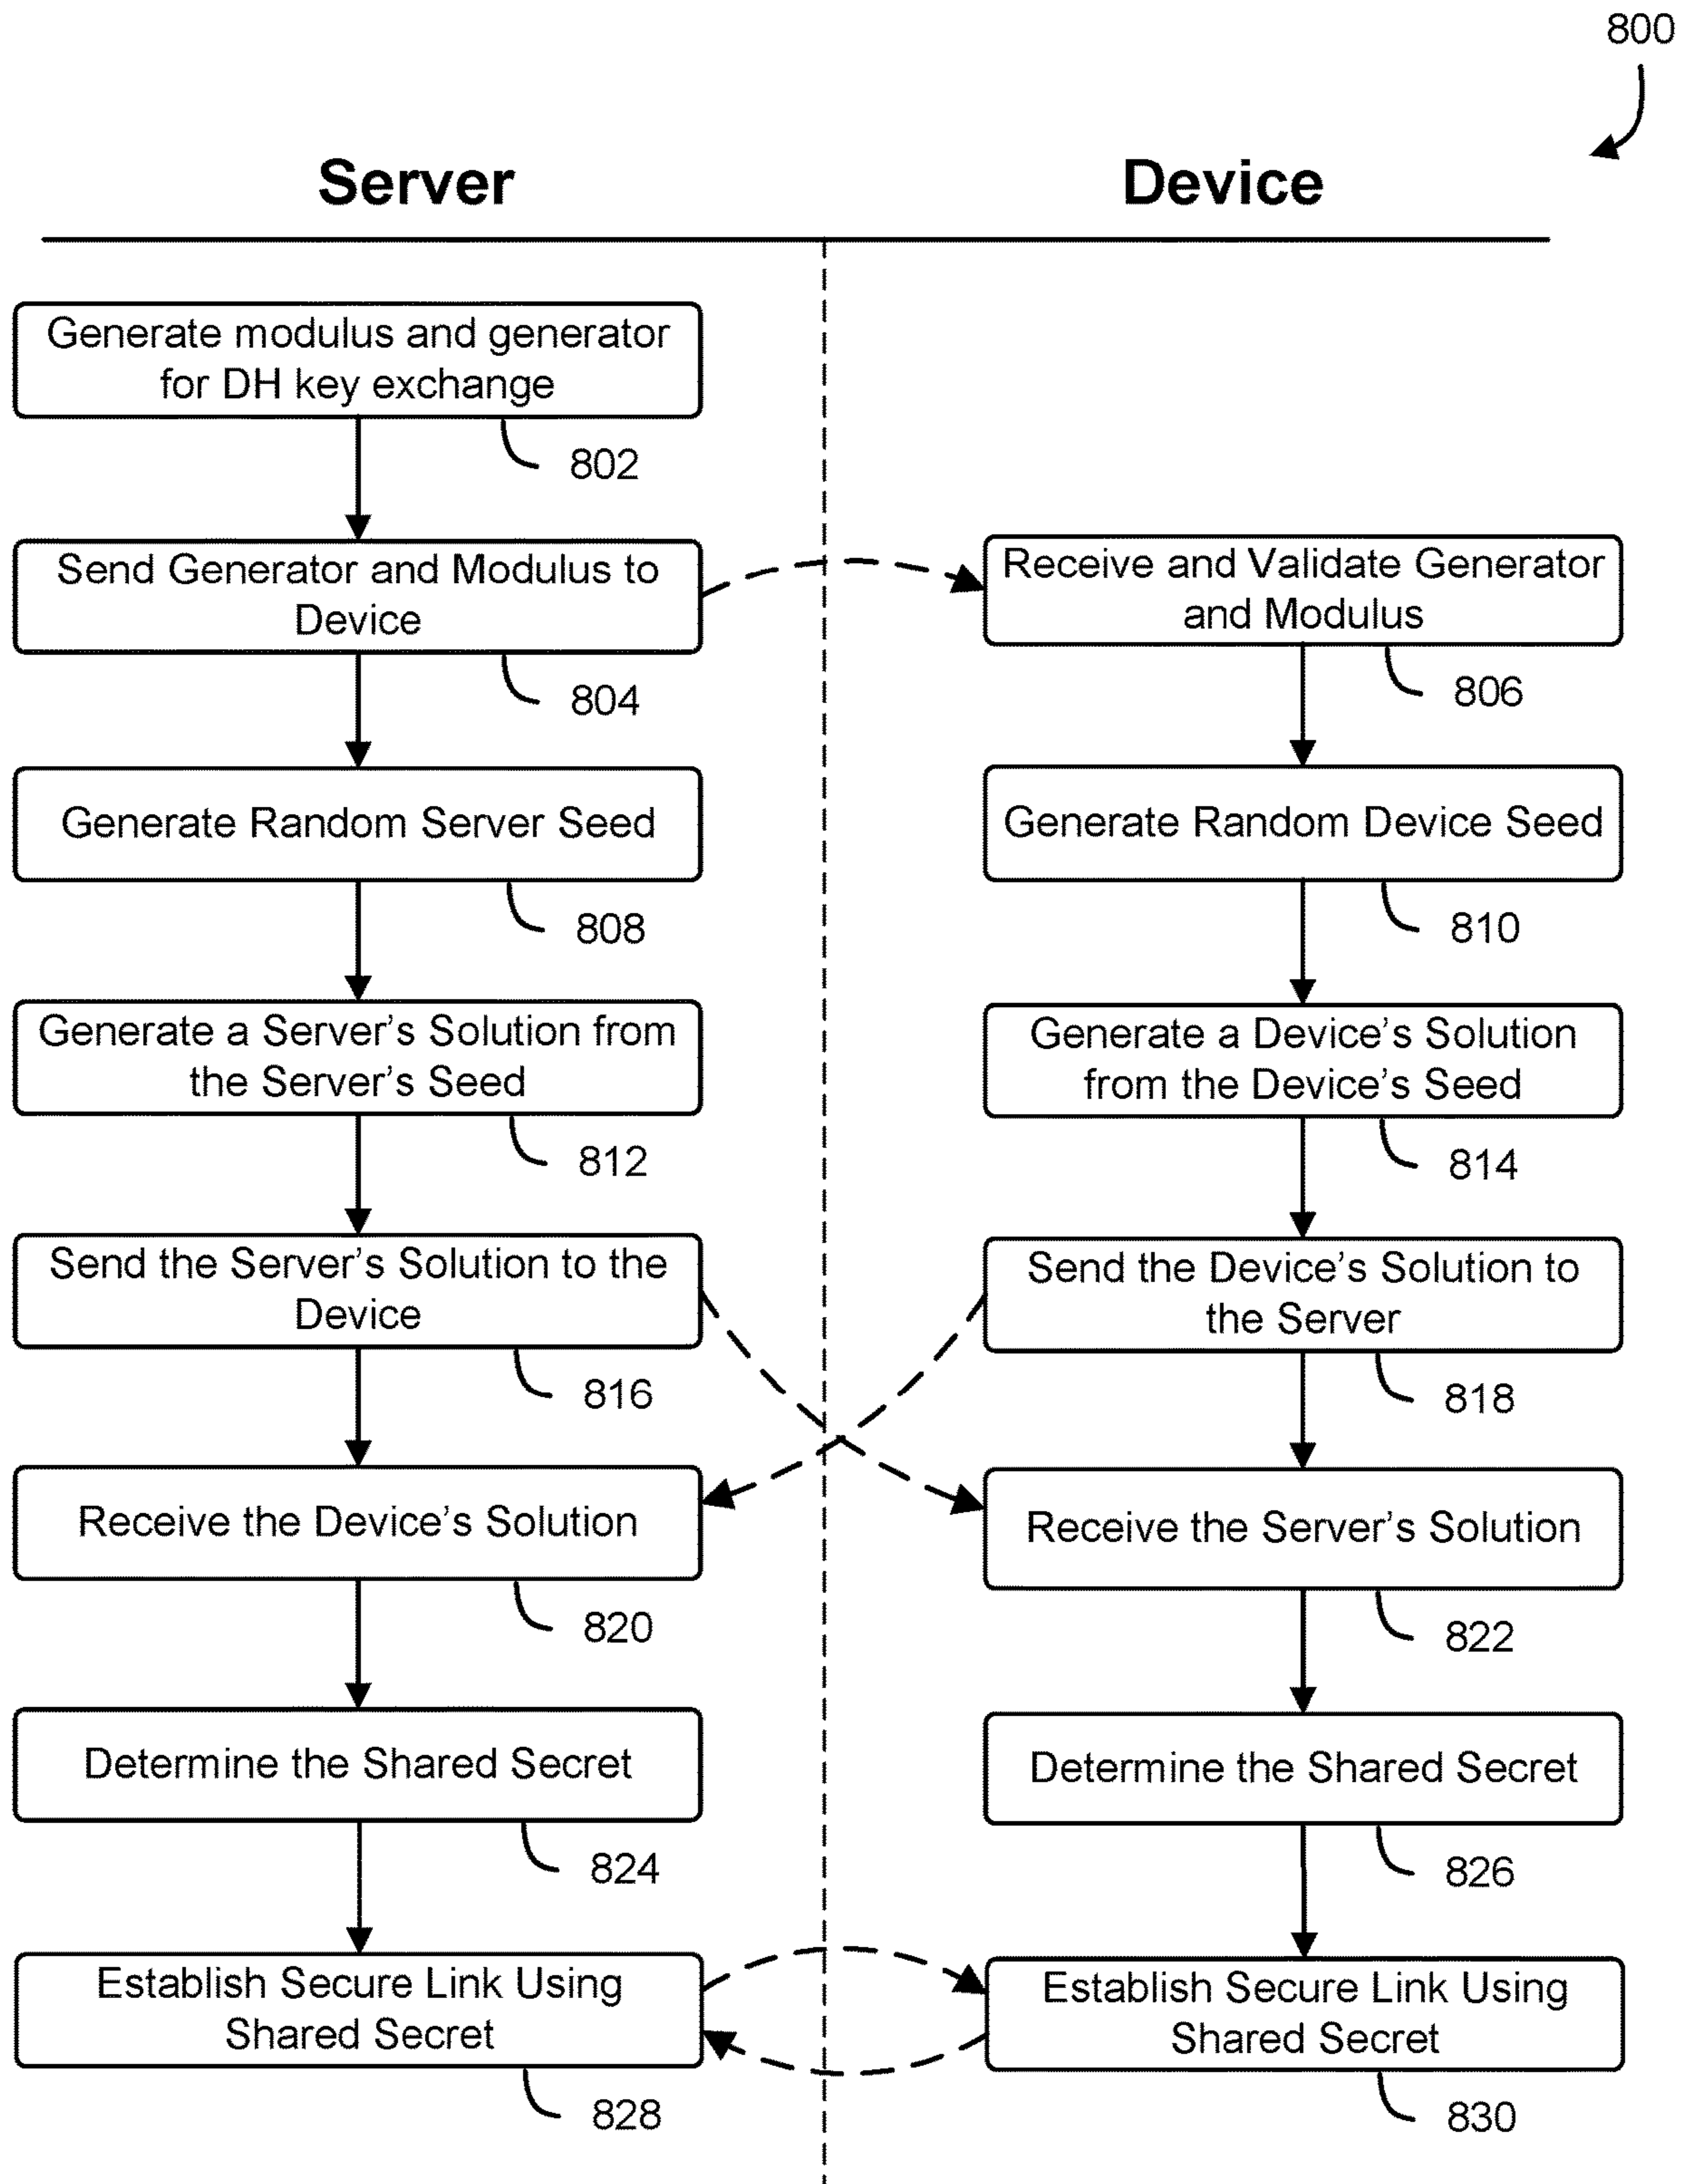 800
Server
Device
Generate modulus and generator
for DH key exchange
802
Send Generator and Modulus to
Device
804
Receive and Validate Generator
and Modulus
806
Generate Random Server Seed
808
Generate Random Device Seed
810
Generate a Server's Solution from
the Server's Seed
812
Generate a Device's Solution
from the Device's Seed
814
Send the Server's Solution to the
Device
816
Send the Device's Solution to
the Server
818
Receive the Device's Solution
820
Receive the Server's Solution
822
Determine the Shared Secret
824
Determine the Shared Secret
826
Establish Secure Link Using
Shared Secret
828
Establish Secure Link Using
Shared Secret
830